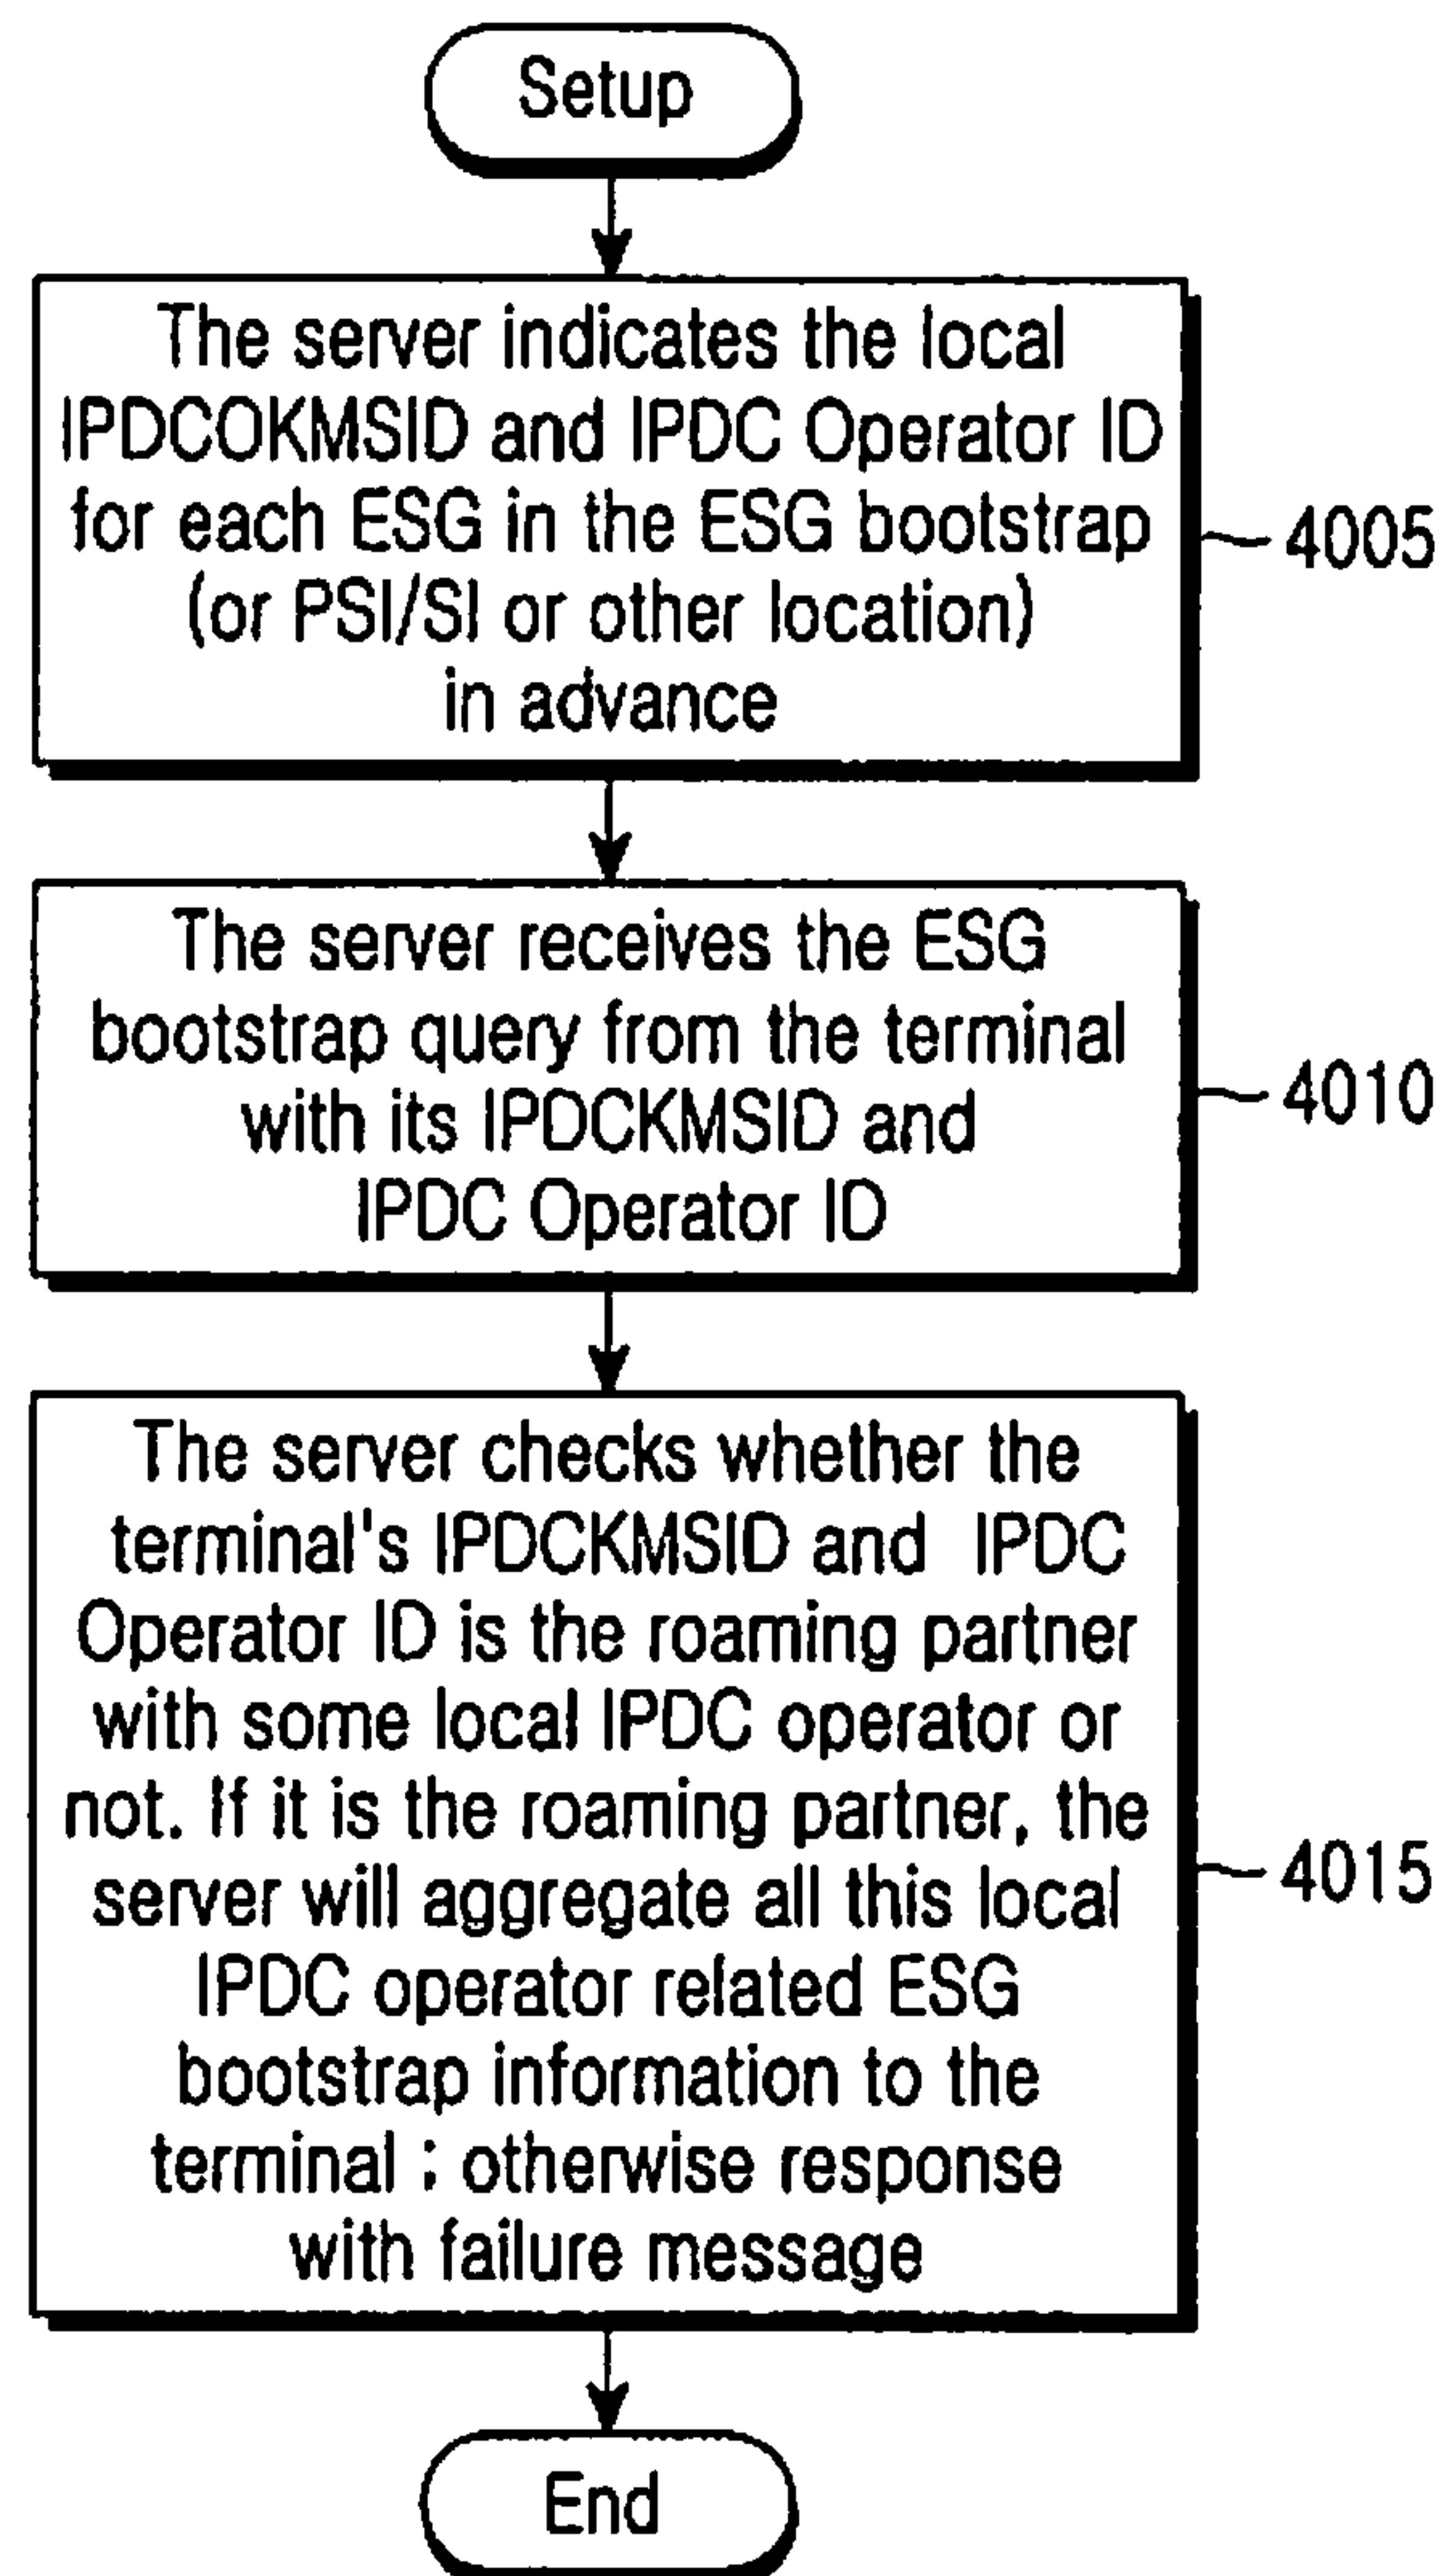 Setup
The server indicates the local
IPDCOKMSID and IPDC Operator ID
for each ESG in the ESG bootstrap
(or PSI/SI or other location)
in advance
4005
The server receives the ESG
bootstrap query from the terminal
with its IPDCKMSID and
IPDC Operator ID
4010
The server checks whether the
terminal's IPDCKMSID and IPDC
Operator ID is the roaming partner
with some local IPDC operator or
not. If it is the roaming partner, the
server will aggregate all this local
IPDC operator related ESG
bootstrap information to the
terminal ; otherwise response
with failure message
4015
End